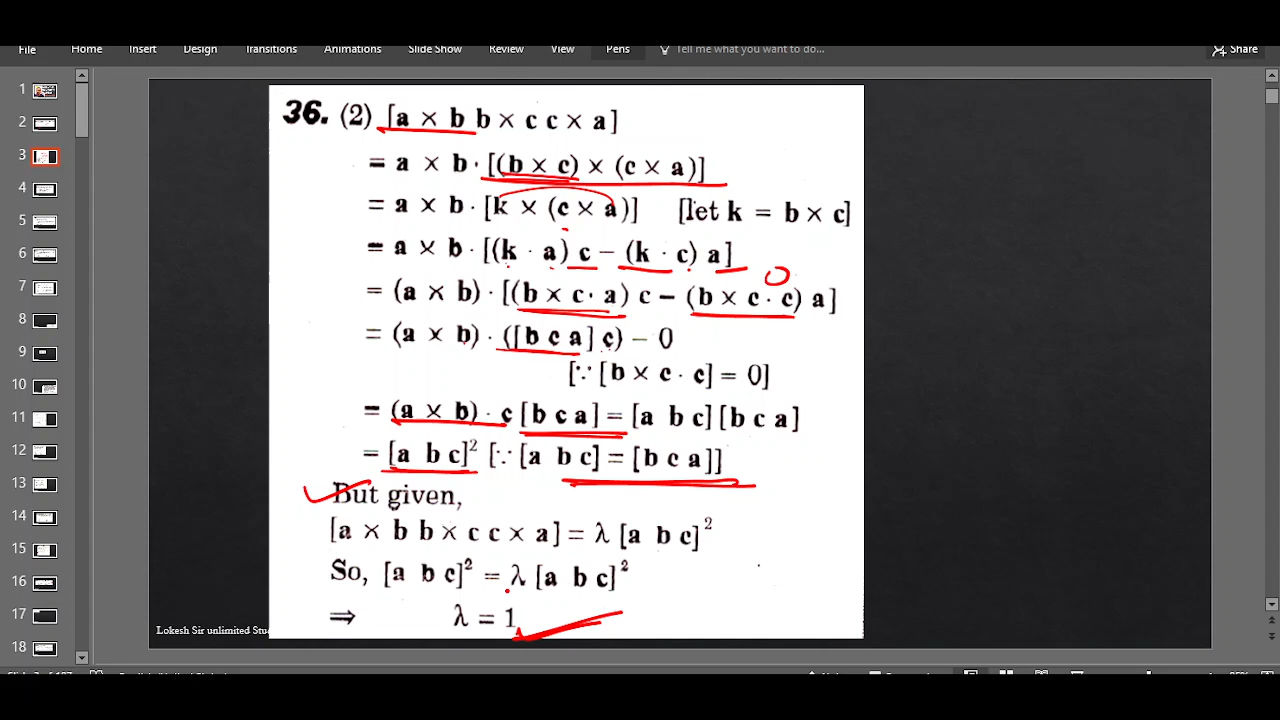 File Home Insert Design Transitions Animations Slide Show Review View Pens Tell me what you want to do... Share
1
2
3
4
5
6
7
8
9
10
11
12
13
14
15
16
17
18
36. (2) [a × b b × c c × a]
= a × b · [(b × c) × (c × a)]
= a × b · [k × (c × a)] [let k = b × c]
= a × b · [(k · a) c − (k · c) a]
0
= (a × b) · [(b × c · a) c − (b × c · c) a]
= (a × b) · ([b c a] c) − 0
[∵ [b × c · c] = 0]
= (a × b) · c [b c a] = [a b c] [b c a]
= [a b c]² [∵ [a b c] = [b c a]]
But given,
[a × b b × c c × a] = λ [a b c]²
So, [a b c]² = λ [a b c]²
⇒ λ = 1
Lokesh Sir unlimited Stu